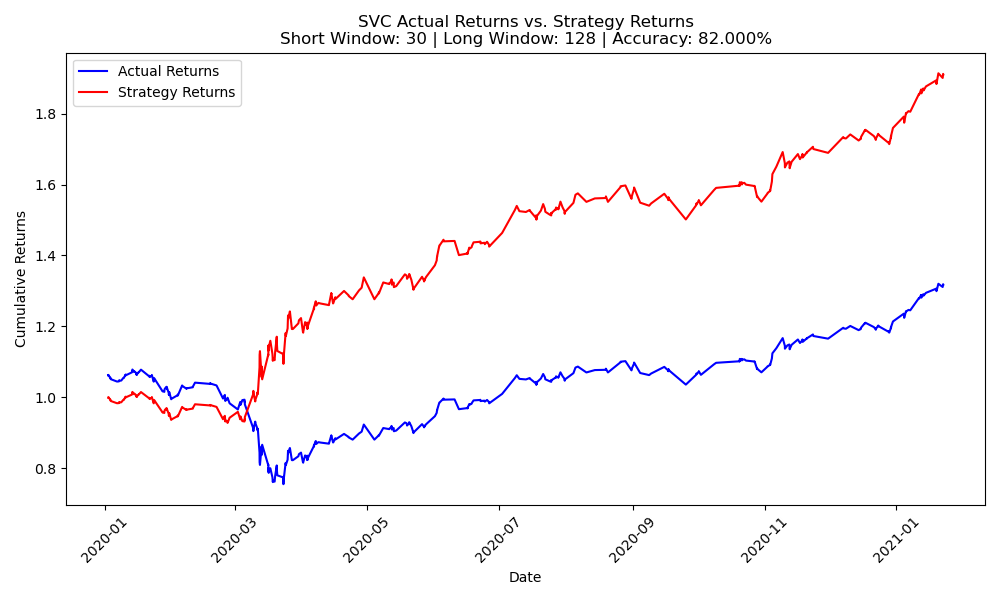 SVC Actual Returns vs. Strategy Returns
Short Window: 30 | Long Window: 128 | Accuracy: 82.000%
Actual Returns
Strategy Returns
Cumulative Returns
1.8
1.6
1.4
1.2
1.0
0.8
2020-01
2020-03
2020-05
2020-07
2020-09
2020-11
2021-01
Date